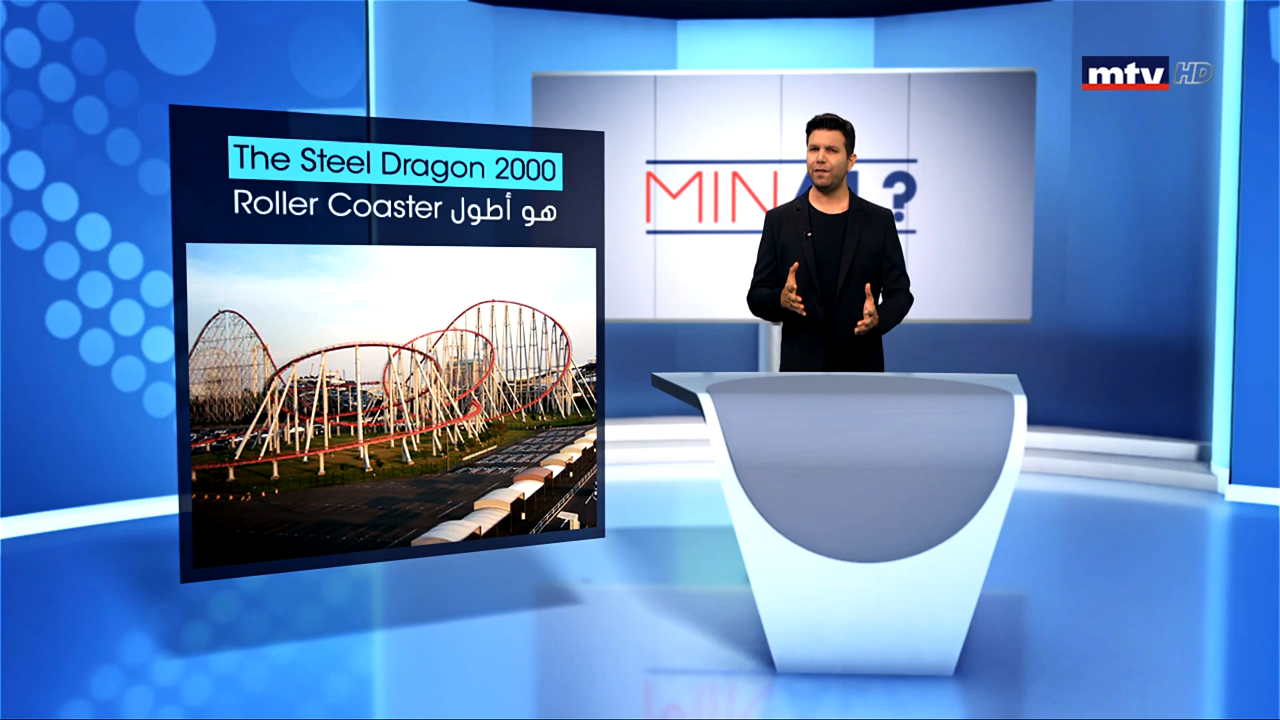 The Steel Dragon 2000
هو أطول Roller Coaster
mtv HD